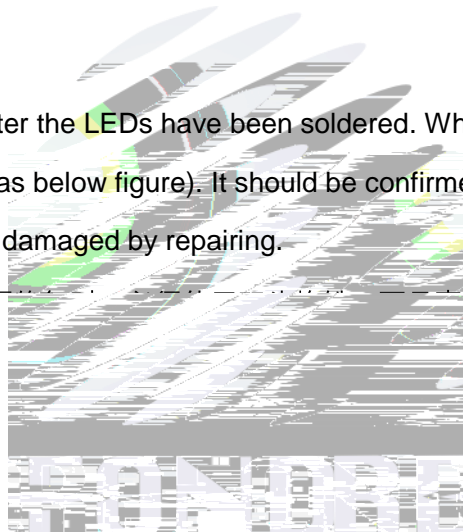 ter the LEDs have been soldered. Wh
as below figure). It should be confirme
damaged by repairing.